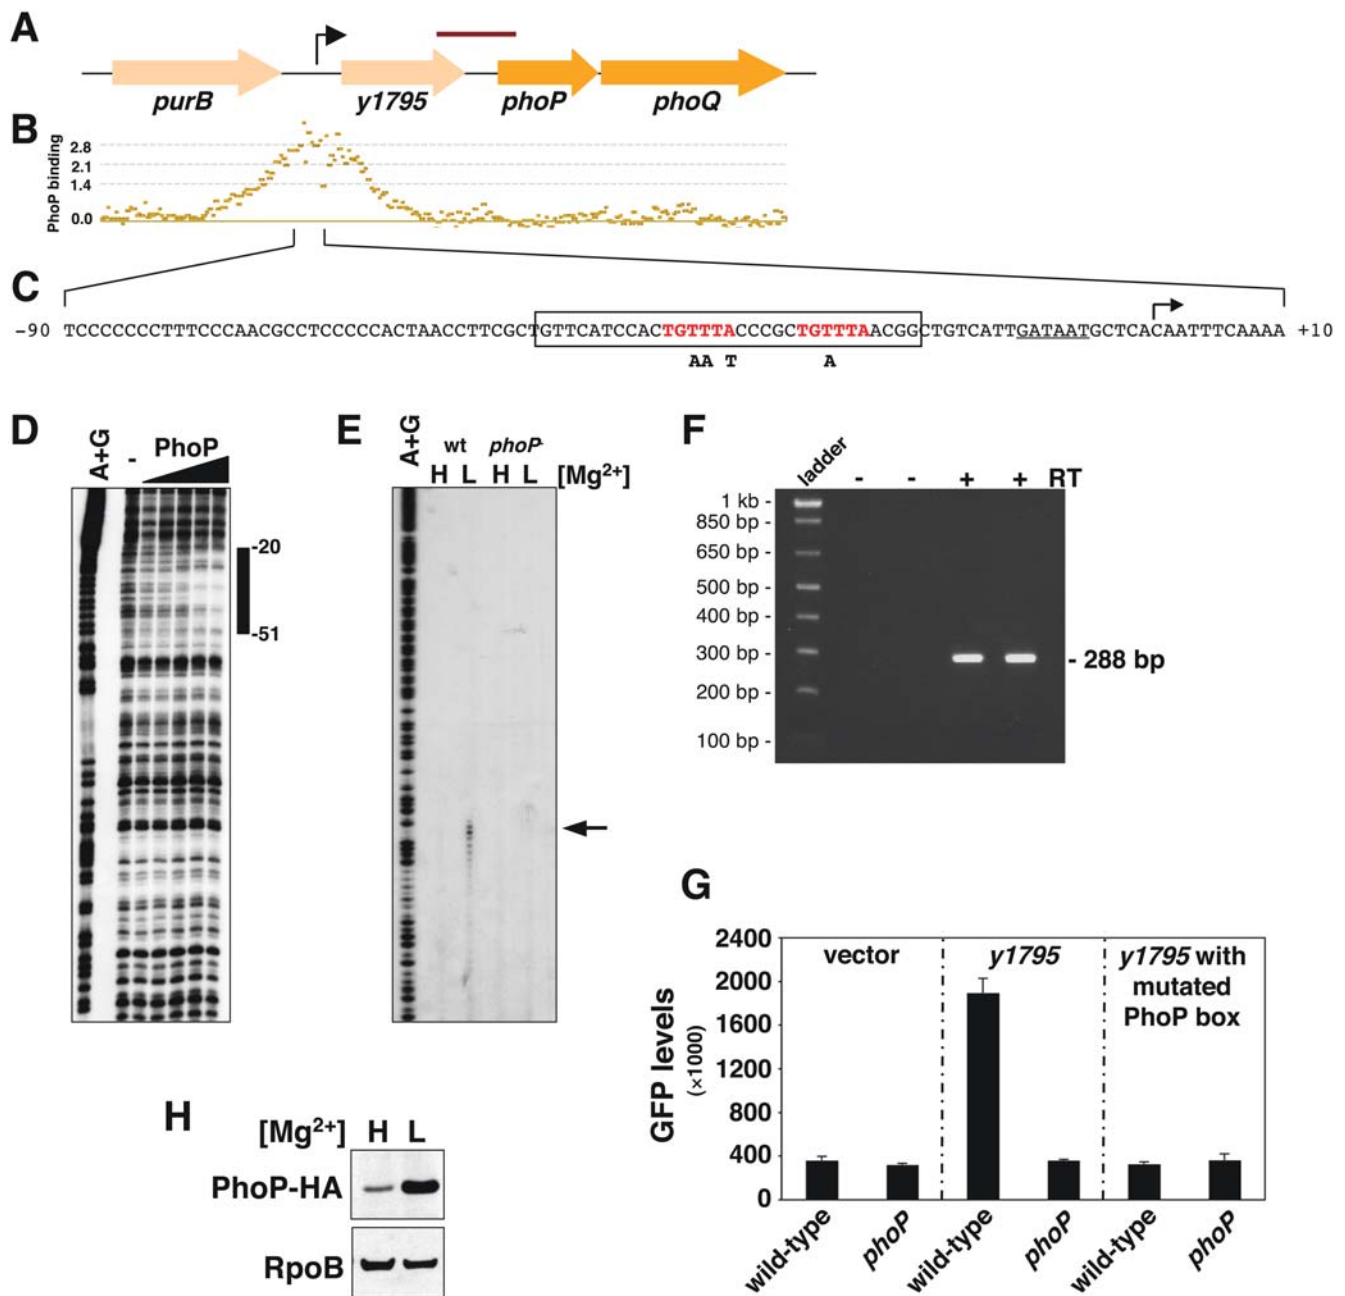 A
purB y1795 phoP phoQ
B
PhoP binding
2.8
2.1
1.4
0.0
C
-90 TCCCCCCCTTTCCCAACGCCTCCCCCACTAACCTTCGCTGTTCATCCACTGTTTACCCGCTGTTTAACGGCTGTCATTGATAATGCTCACAATTTCAAAA +10
AA T A
D
A+G - PhoP
-20
-51
E
A+G wt phoP-
H L H L [Mg2+]
F
ladder - - + + RT
1 kb -
850 bp -
650 bp -
500 bp -
400 bp -
300 bp -
200 bp -
100 bp -
- 288 bp
G
GFP levels
(×1000)
2400
2000
1600
1200
800
400
0
vector y1795 y1795 with
mutated
PhoP box
wild-type phoP wild-type phoP wild-type phoP
H
[Mg2+] H L
PhoP-HA
RpoB